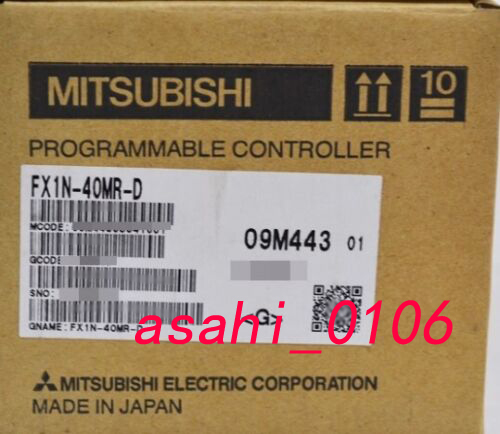 MITSUBISHI
10
PROGRAMMABLE CONTROLLER
FX1N-40MR-D
MCODE:
09M443 01
GCODE
SNO:
<G>
GNAME:FX1N-40MR-D
asahi_0106
MITSUBISHI ELECTRIC CORPORATION
MADE IN JAPAN